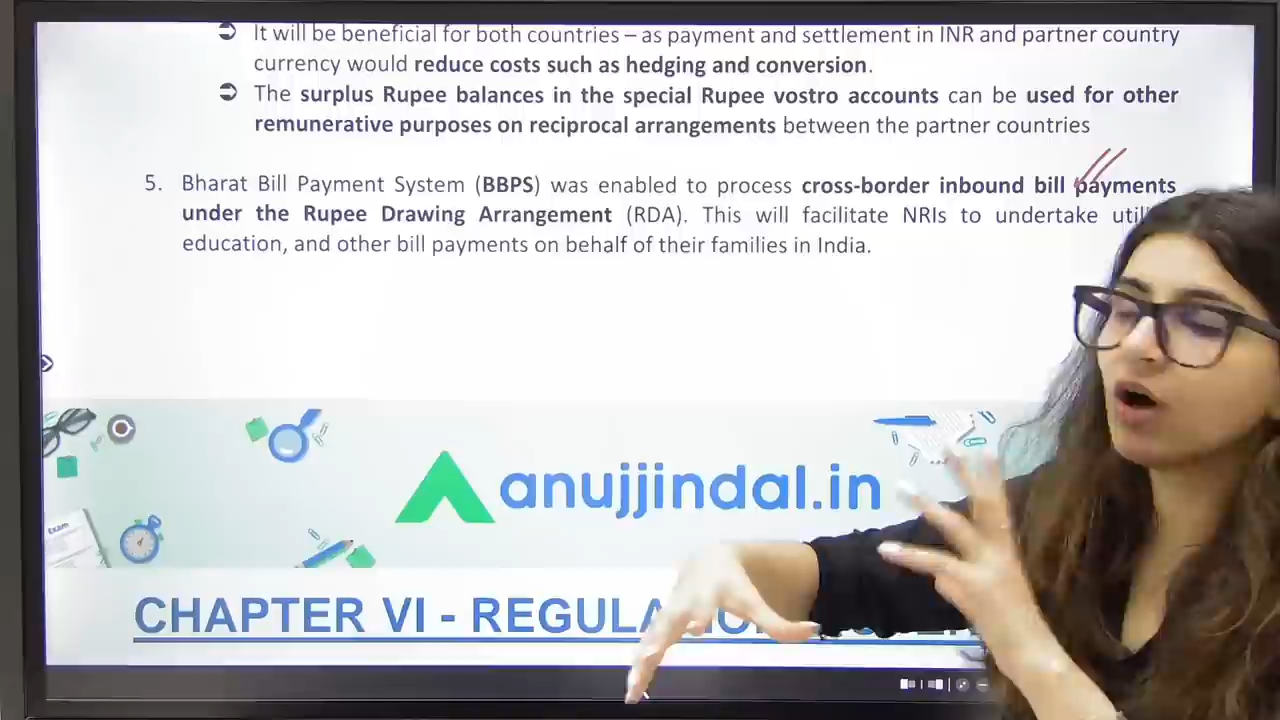 ➲ It will be beneficial for both countries – as payment and settlement in INR and partner country
currency would reduce costs such as hedging and conversion.
➲ The surplus Rupee balances in the special Rupee vostro accounts can be used for other
remunerative purposes on reciprocal arrangements between the partner countries
5. Bharat Bill Payment System (BBPS) was enabled to process cross-border inbound bill payments
under the Rupee Drawing Arrangement (RDA). This will facilitate NRIs to undertake
education, and other bill payments on behalf of their families in India.
Exam
anujjindal.in
CHAPTER VI -